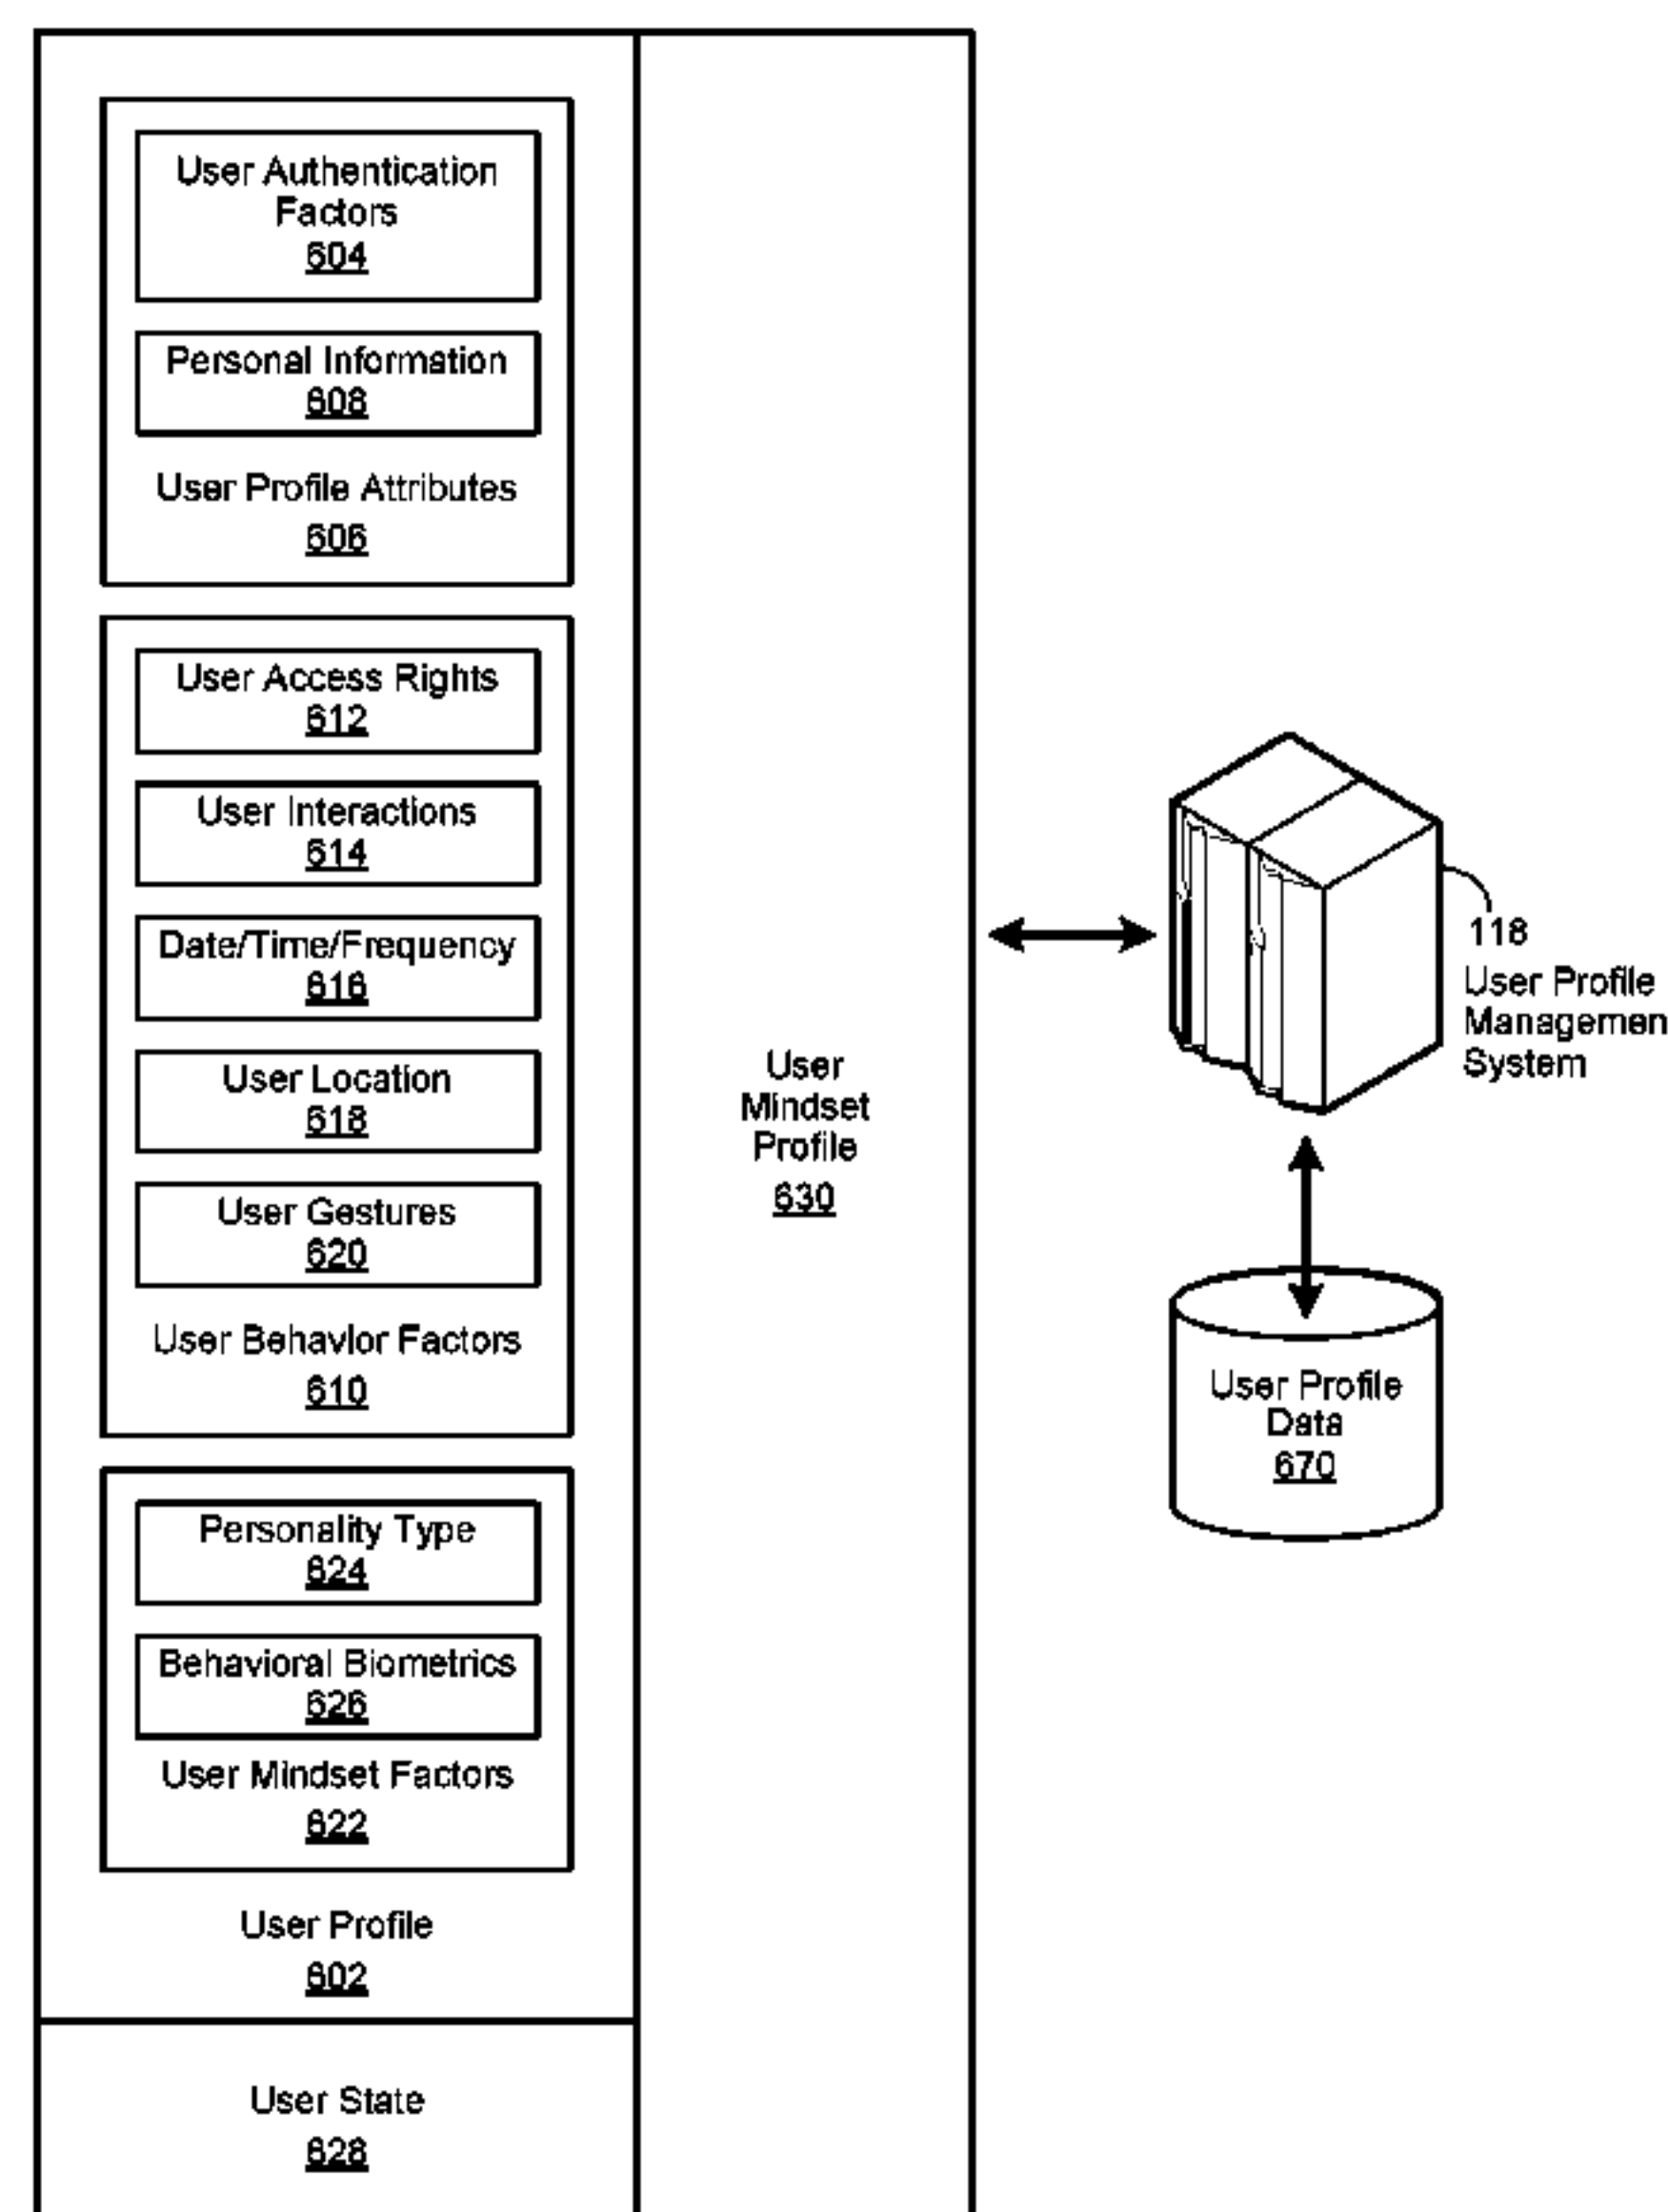 User Authentication
Factors
604
Personal Information
608
User Profile Attributes
606
User Access Rights
612
User Interactions
614
Date/Time/Frequency
616
User Location
618
User Gestures
620
User Behavior Factors
610
Personality Type
624
Behavioral Biometrics
626
User Mindset Factors
622
User Profile
602
User State
628
User
Mindset
Profile
630
118
User Profile
Managemen
System
User Profile
Data
670